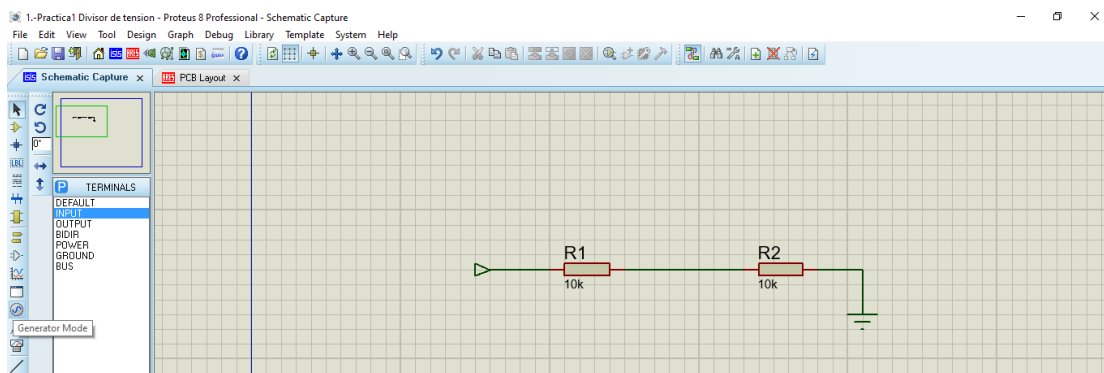 1.-Practica1 Divisor de tension - Proteus 8 Professional - Schematic Capture
File Edit View Tool Design Graph Debug Library Template System Help
Schematic Capture x PCB Layout x
0°
LBL
P TERMINALS
DEFAULT
INPUT
OUTPUT
BIDIR
POWER
GROUND
BUS
Generator Mode
R1
10k
R2
10k